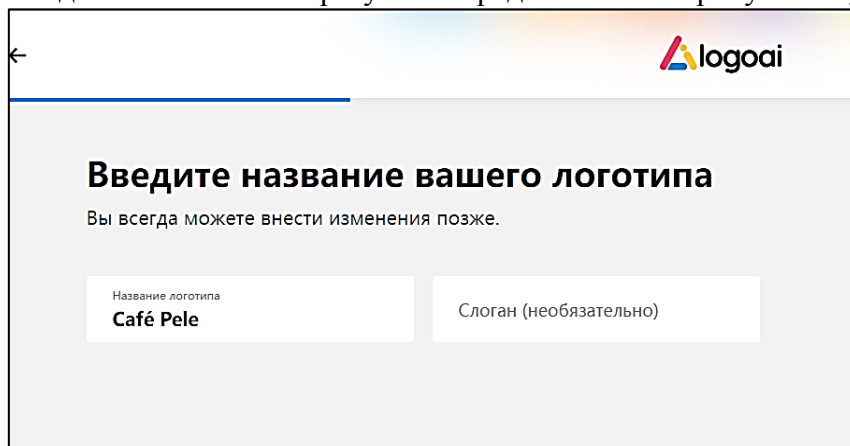 logoai
Введите название вашего логотипа
Вы всегда можете внести изменения позже.
Название логотипа
Café Pele
Слоган (необязательно)